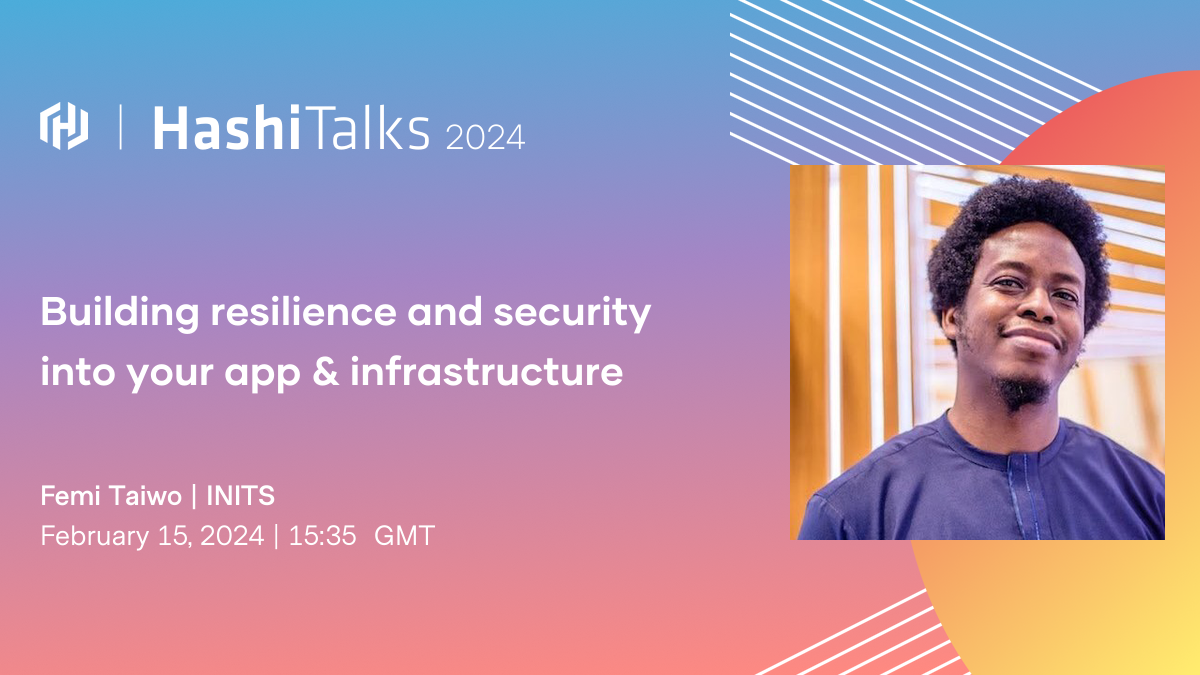 HashiTalks 2024
Building resilience and security
into your app & infrastructure
Femi Taiwo | INITS
February 15, 2024 | 15:35 GMT